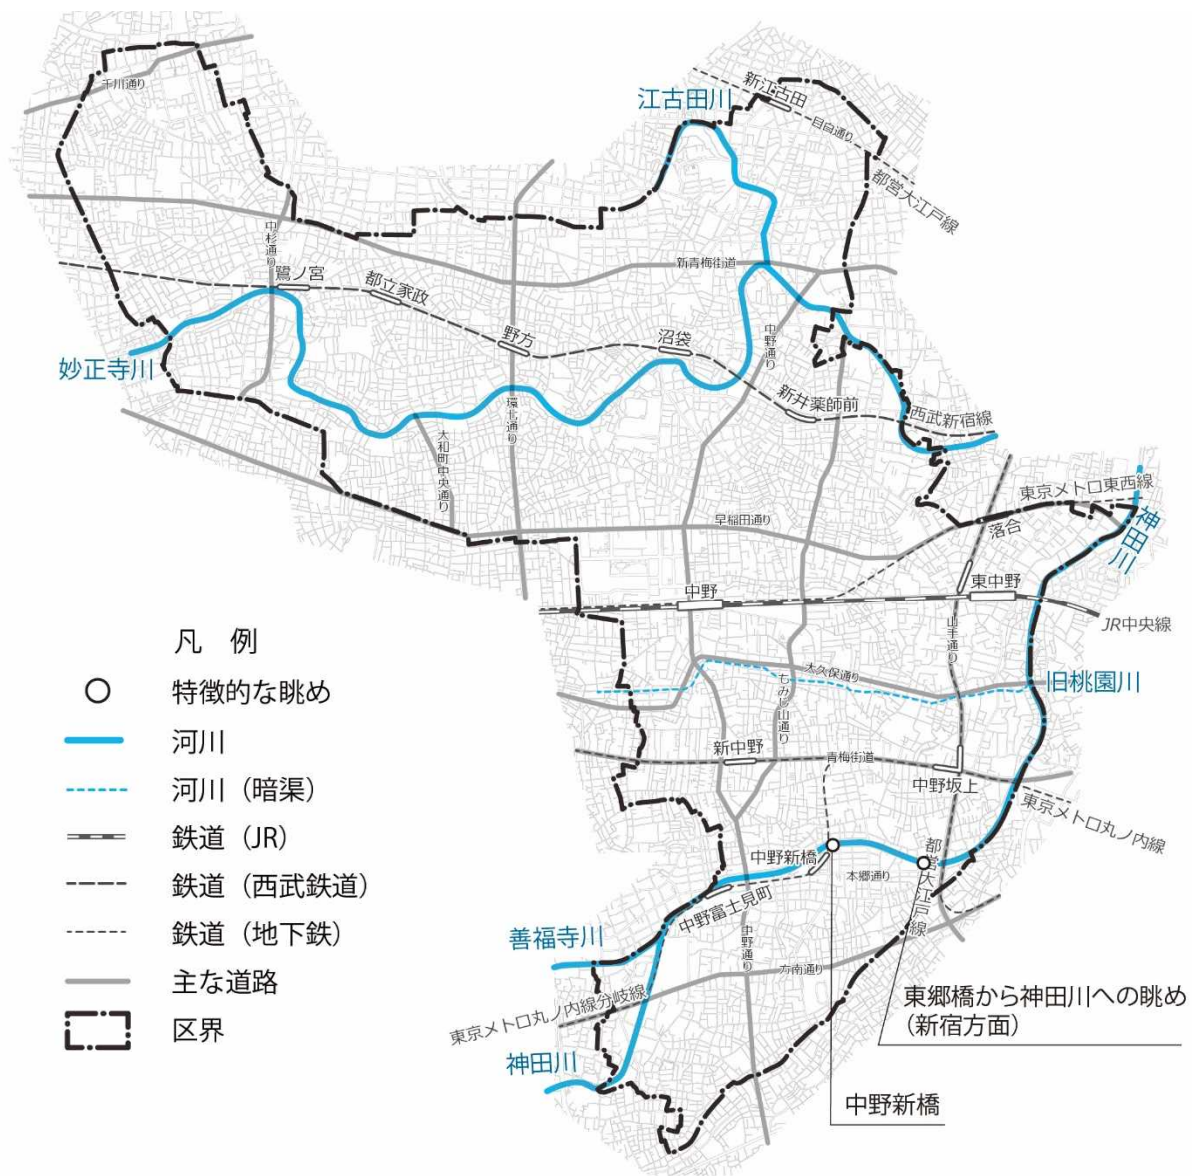 千川通り
江古田川
新江古田
目白通り
都営大江戸線
中杉通り
鷺ノ宮
都立家政
新青梅街道
野方
沼袋
中野通り
妙正寺川
新井薬師前
西武新宿線
環七通り
大和町中央通り
早稲田通り
東京メトロ東西線
落合
神田川
中野
東中野
JR中央線
山手通り
大久保通り
もみじ山通り
旧桃園川
新中野
青梅街道
中野坂上
東京メトロ丸ノ内線
中野新橋
本郷通り
都営大江戸線
中野富士見町
善福寺川
中野通り
方南通り
東京メトロ丸ノ内線分岐線
神田川
東郷橋から神田川への眺め
(新宿方面)
中野新橋
凡 例
特徴的な眺め
河川
河川(暗渠)
鉄道(JR)
鉄道(西武鉄道)
鉄道(地下鉄)
主な道路
区界